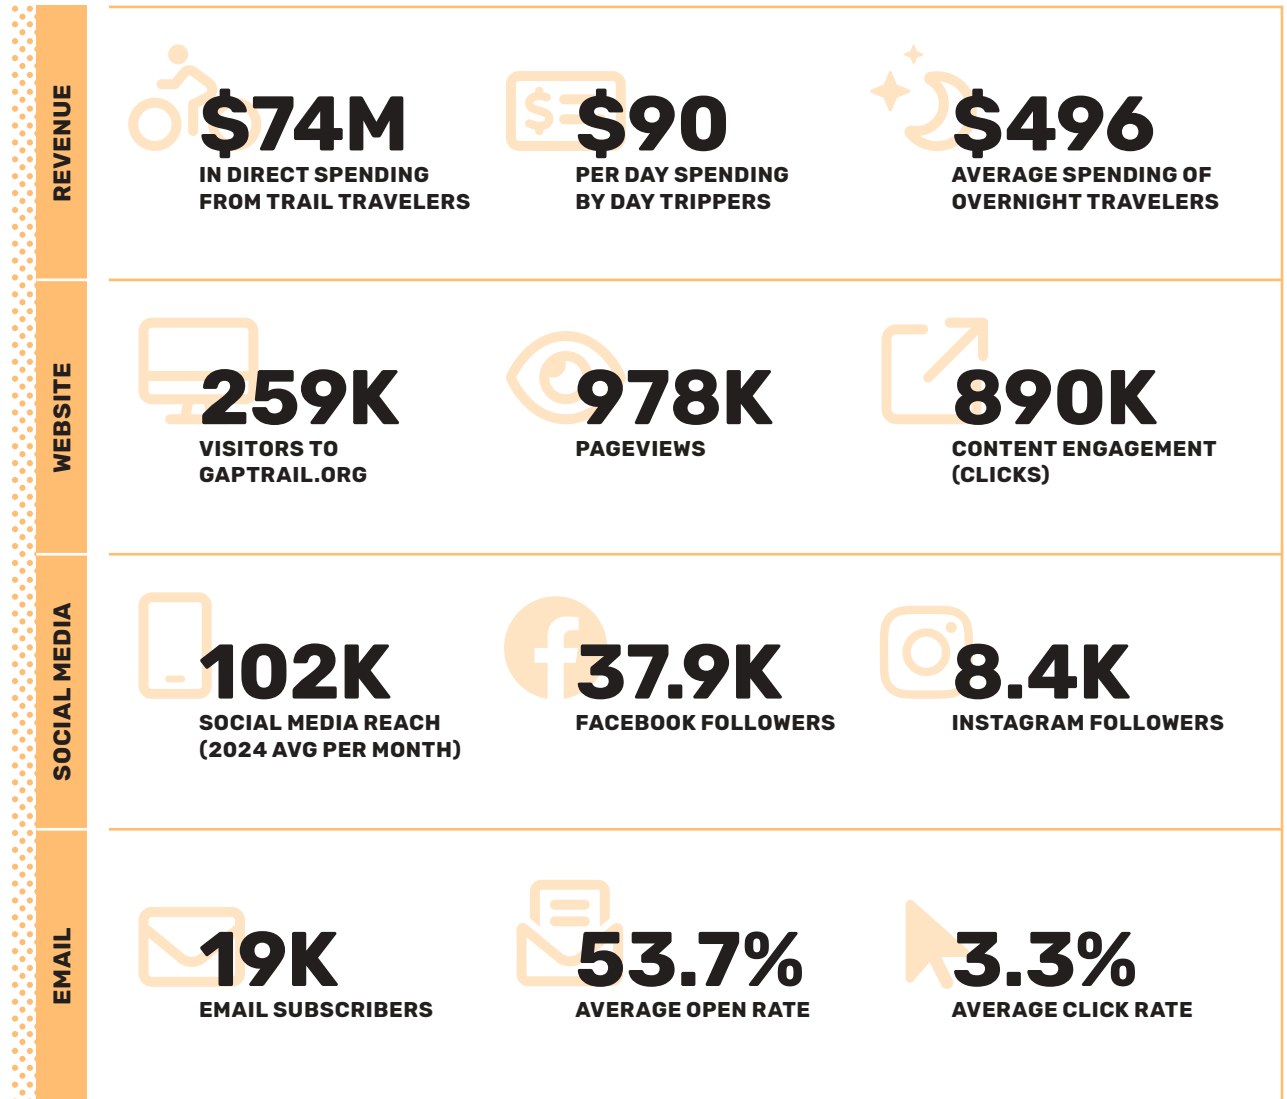 REVENUE
$74M
IN DIRECT SPENDING
FROM TRAIL TRAVELERS
$90
PER DAY SPENDING
BY DAY TRIPPERS
$496
AVERAGE SPENDING OF
OVERNIGHT TRAVELERS
WEBSITE
259K
VISITORS TO
GAPTRAIL.ORG
978K
PAGEVIEWS
890K
CONTENT ENGAGEMENT
(CLICKS)
SOCIAL MEDIA
102K
SOCIAL MEDIA REACH
(2024 AVG PER MONTH)
37.9K
FACEBOOK FOLLOWERS
8.4K
INSTAGRAM FOLLOWERS
EMAIL
19K
EMAIL SUBSCRIBERS
53.7%
AVERAGE OPEN RATE
3.3%
AVERAGE CLICK RATE